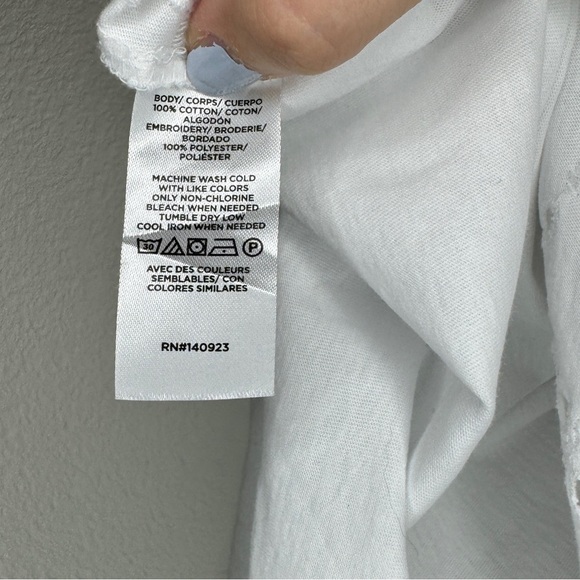 BODY/ CORPS/ CUERPO
100% COTTON/ COTON/
ALGODÓN
EMBROIDERY/ BRODERIE/
BORDADO
100% POLYESTER/
POLIÉSTER
MACHINE WASH COLD
WITH LIKE COLORS
ONLY NON-CHLORINE
BLEACH WHEN NEEDED
TUMBLE DRY LOW
COOL IRON WHEN NEEDED
30 P
AVEC DES COULEURS
SEMBLABLES/ CON
COLORES SIMILARES
RN#140923